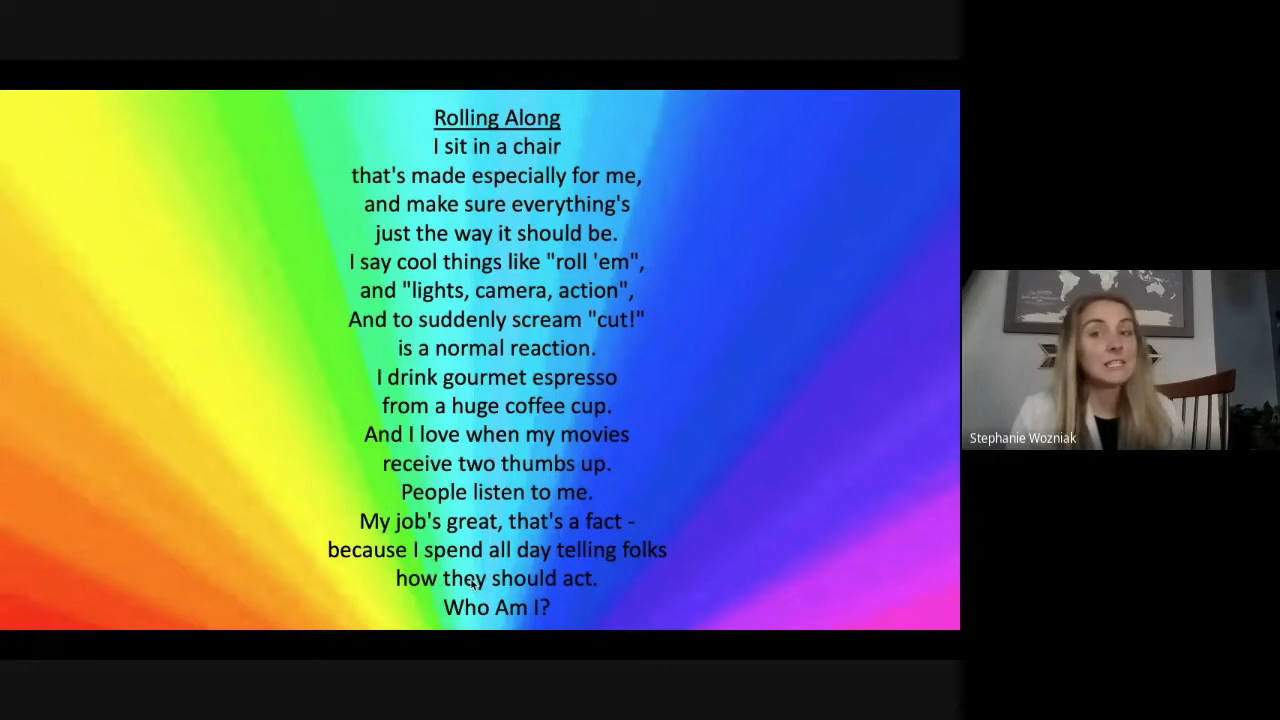 Rolling Along
I sit in a chair
that's made especially for me,
and make sure everything's
just the way it should be.
I say cool things like "roll 'em",
and "lights, camera, action",
And to suddenly scream "cut!"
is a normal reaction.
I drink gourmet espresso
from a huge coffee cup.
And I love when my movies
receive two thumbs up.
People listen to me.
My job's great, that's a fact -
because I spend all day telling folks
how they should act.
Who Am I?
Stephanie Wozniak